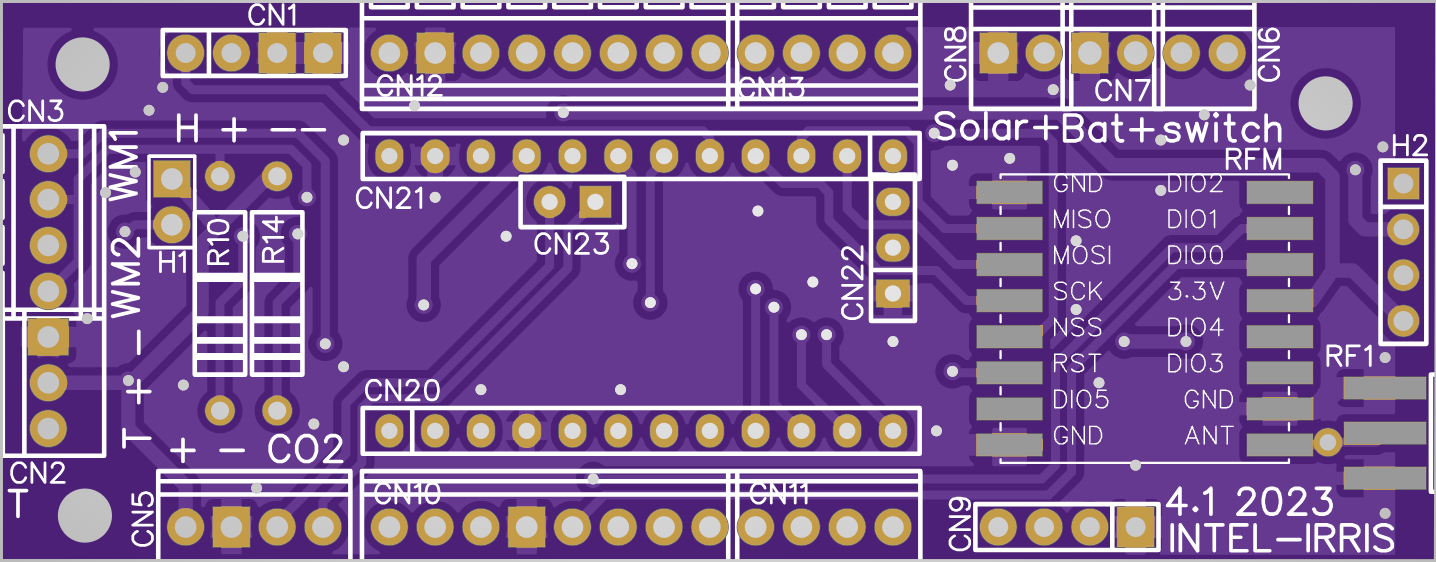 CN1
CN12
CN13
CN8
CN7
CN6
CN3
H + --
WM1
Solar+Bat+switch
RFM
H2
CN21
CN23
CN22
R10
R14
H1
WM2
GND DIO2
MISO DIO1
MOSI DIO0
SCK 3.3V
NSS DIO4
RST DIO3
DIO5 GND
GND ANT
RF1
T + -
CN20
+ - CO2
CN2
T
CN5
CN10
CN11
CN9
4.1 2023
INTEL-IRRIS